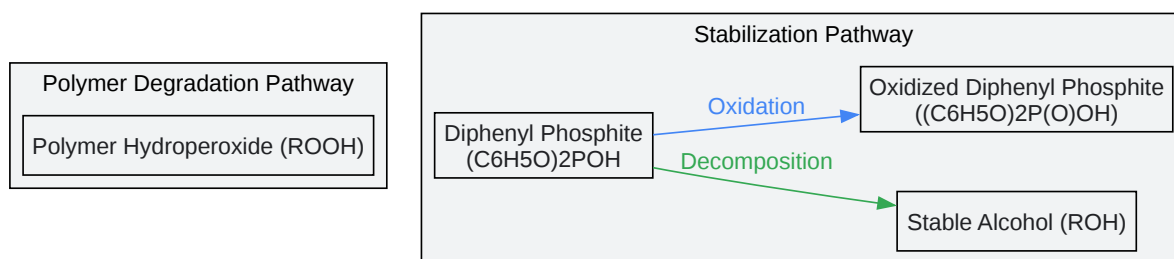 Polymer Degradation Pathway
Polymer Hydroperoxide (ROOH)
Stabilization Pathway
Diphenyl Phosphite
(C6H5O)2POH
Oxidation
Decomposition
Oxidized Diphenyl Phosphite
((C6H5O)2P(O)OH)
Stable Alcohol (ROH)